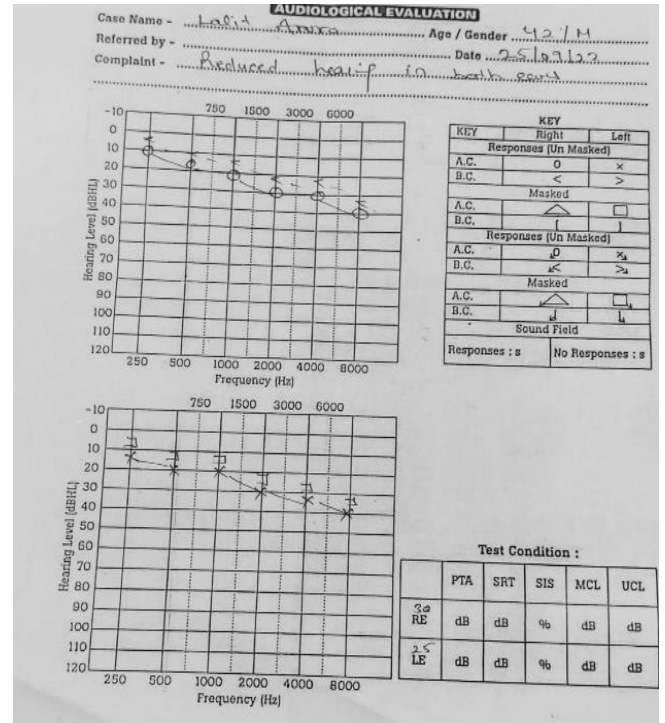 AUDIOLOGICAL EVALUATION
Case Name - Lalit Arora Age / Gender 42/M
Referred by - Date 25/09/22
Complaint - Reduced hearing in both ears
750 1500 3000 6000
-10
0
10
20
30
40
50
60
70
80
90
100
110
120
Hearing Level [dBHL]
250 500 1000 2000 4000 8000
Frequency (Hz)
KEY
KEY Right Left
Responses (Un Masked)
A.C. O ×
B.C. < >
Masked
A.C. △ □
B.C. [ ]
Responses (Un Masked)
A.C. O ×
B.C. < >
Masked
A.C. △ □
B.C.
Sound Field
Responses : s No Responses : s
750 1500 3000 6000
-10
0
10
20
30
40
50
60
70
80
90
100
110
120
Hearing Level [dBHL]
250 500 1000 2000 4000 8000
Frequency (Hz)
Test Condition :
PTA SRT SIS MCL UCL
30
RE dB dB % dB dB
25
LE dB dB % dB dB